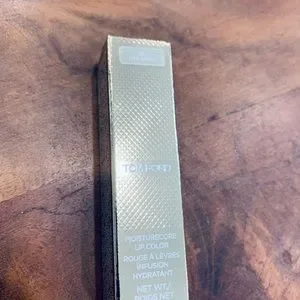 TOM FORD
MOISTURECORE
LIP COLOR
ROUGE À LÈVRES
INFUSION
HYDRATANT
NET WT./
POIDS NET